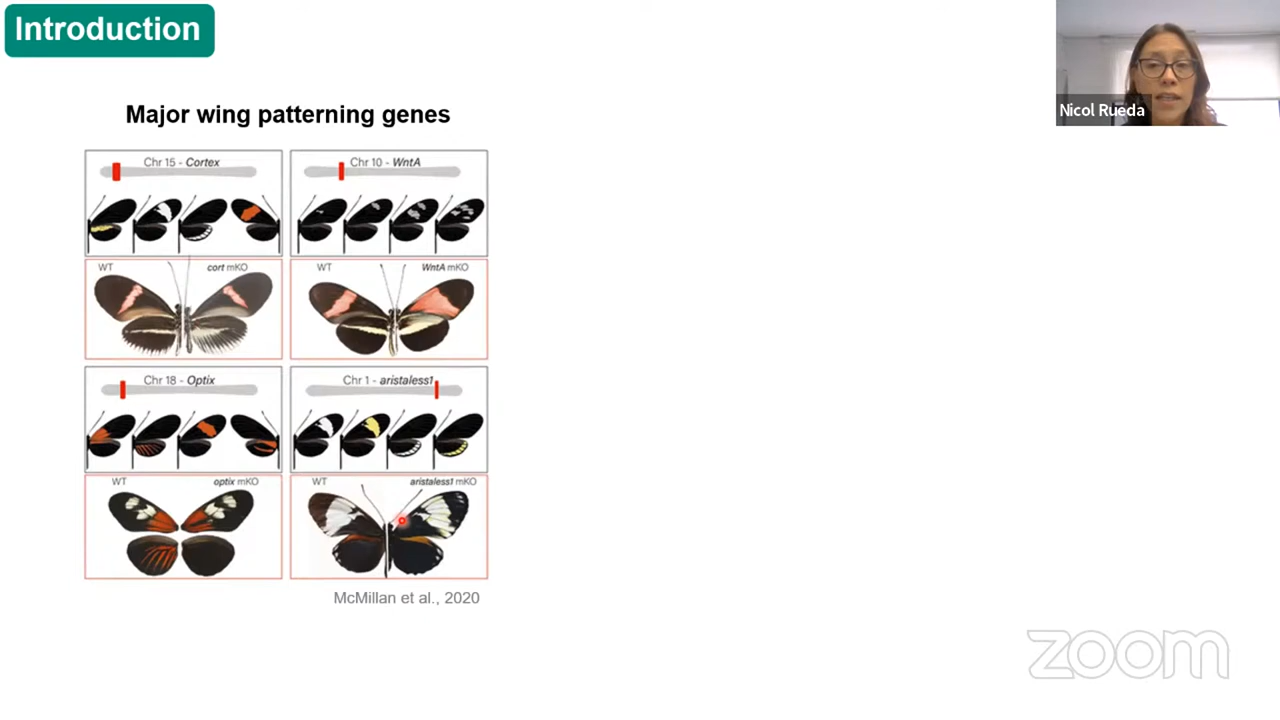 Introduction
Nicol Rueda
Major wing patterning genes
Chr 15 - Cortex
Chr 10 - WntA
WT
cort mKO
WT
WntA mKO
Chr 18 - Optix
Chr 1 - aristaless1
WT
optix mKO
WT
aristaless1 mKO
McMillan et al., 2020
zoom